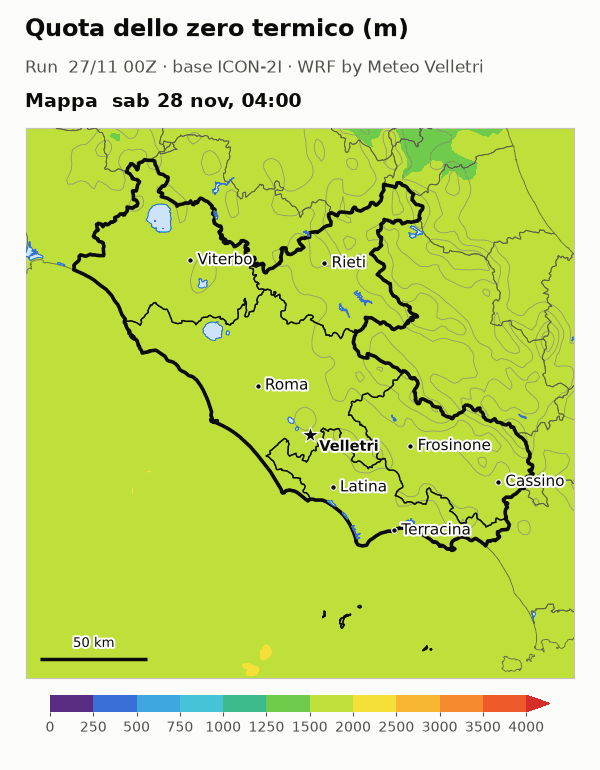 Quota dello zero termico (m)
Run 27/11 00Z · base ICON-2I · WRF by Meteo Velletri
Mappa sab 28 nov, 04:00
Viterbo
Rieti
Roma
Velletri
Frosinone
Latina
Cassino
Terracina
50 km
0 250 500 750 1000 1250 1500 2000 2500 3000 3500 4000